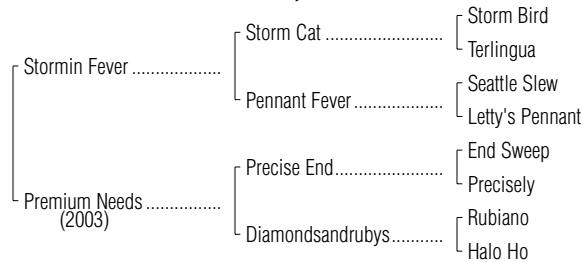 Storm Bird
Storm Cat ........................
Terlingua
Stormin Fever ..................
Seattle Slew
Pennant Fever ..................
Letty's Pennant
End Sweep
Precise End......................
Precisely
Premium Needs ...............
(2003)
Rubiano
Diamondsandrubys...........
Halo Ho